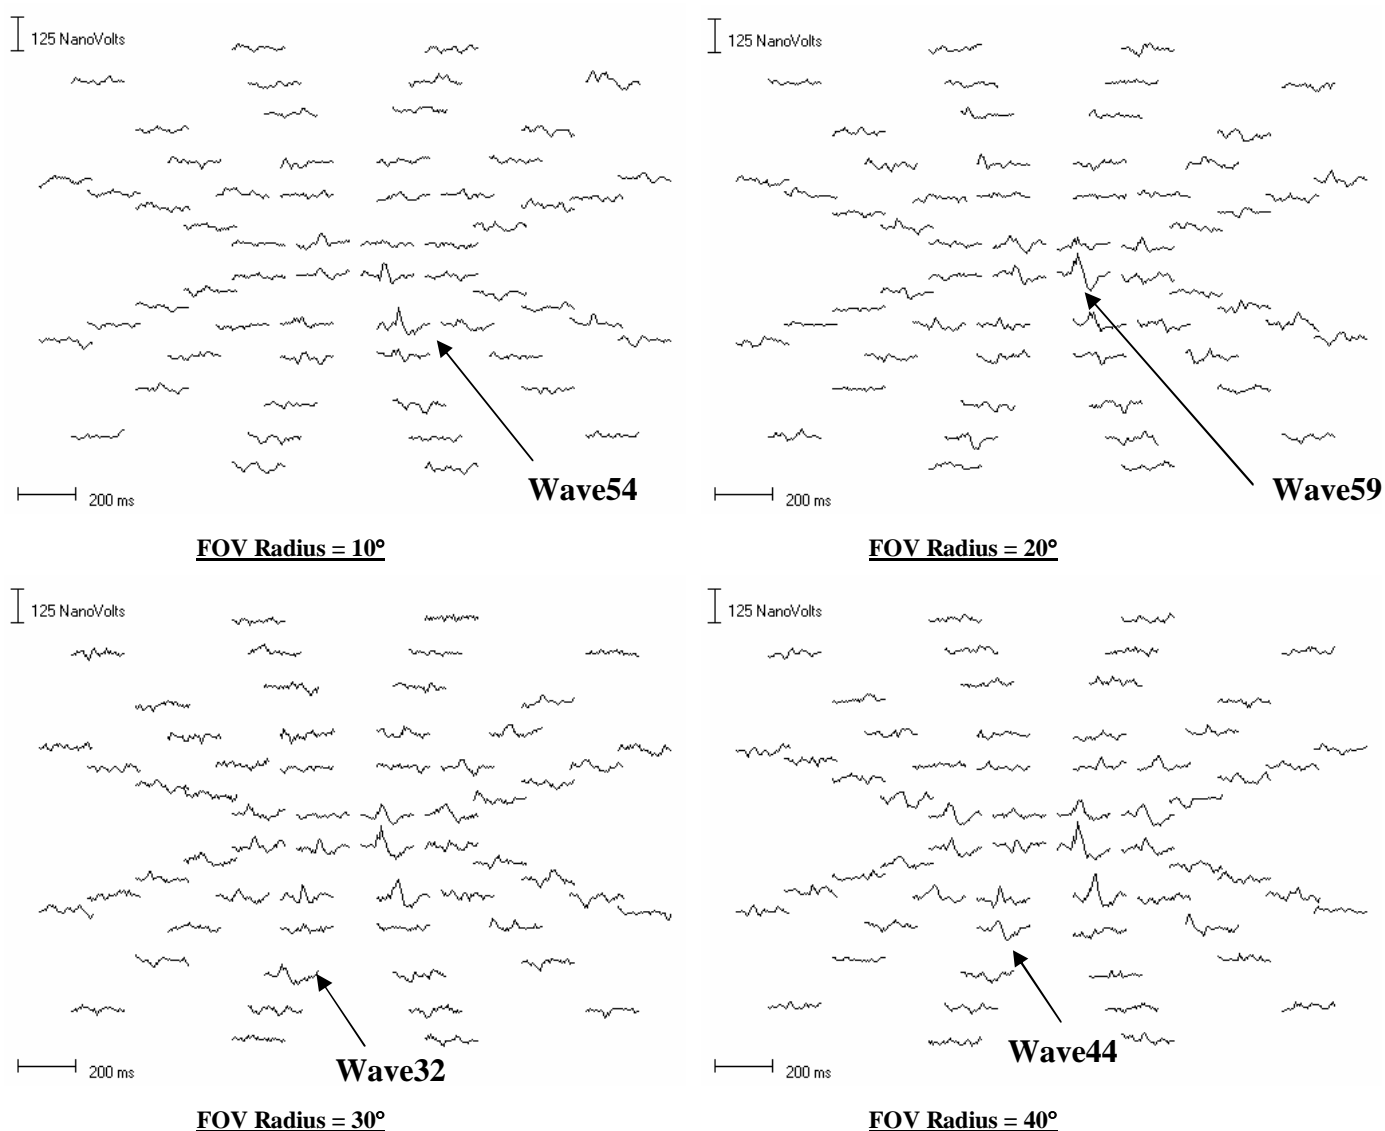 125 NanoVolts
125 NanoVolts
Wave54
Wave59
200 ms
200 ms
FOV Radius = 10°
FOV Radius = 20°
125 NanoVolts
125 NanoVolts
Wave32
Wave44
200 ms
200 ms
FOV Radius = 30°
FOV Radius = 40°